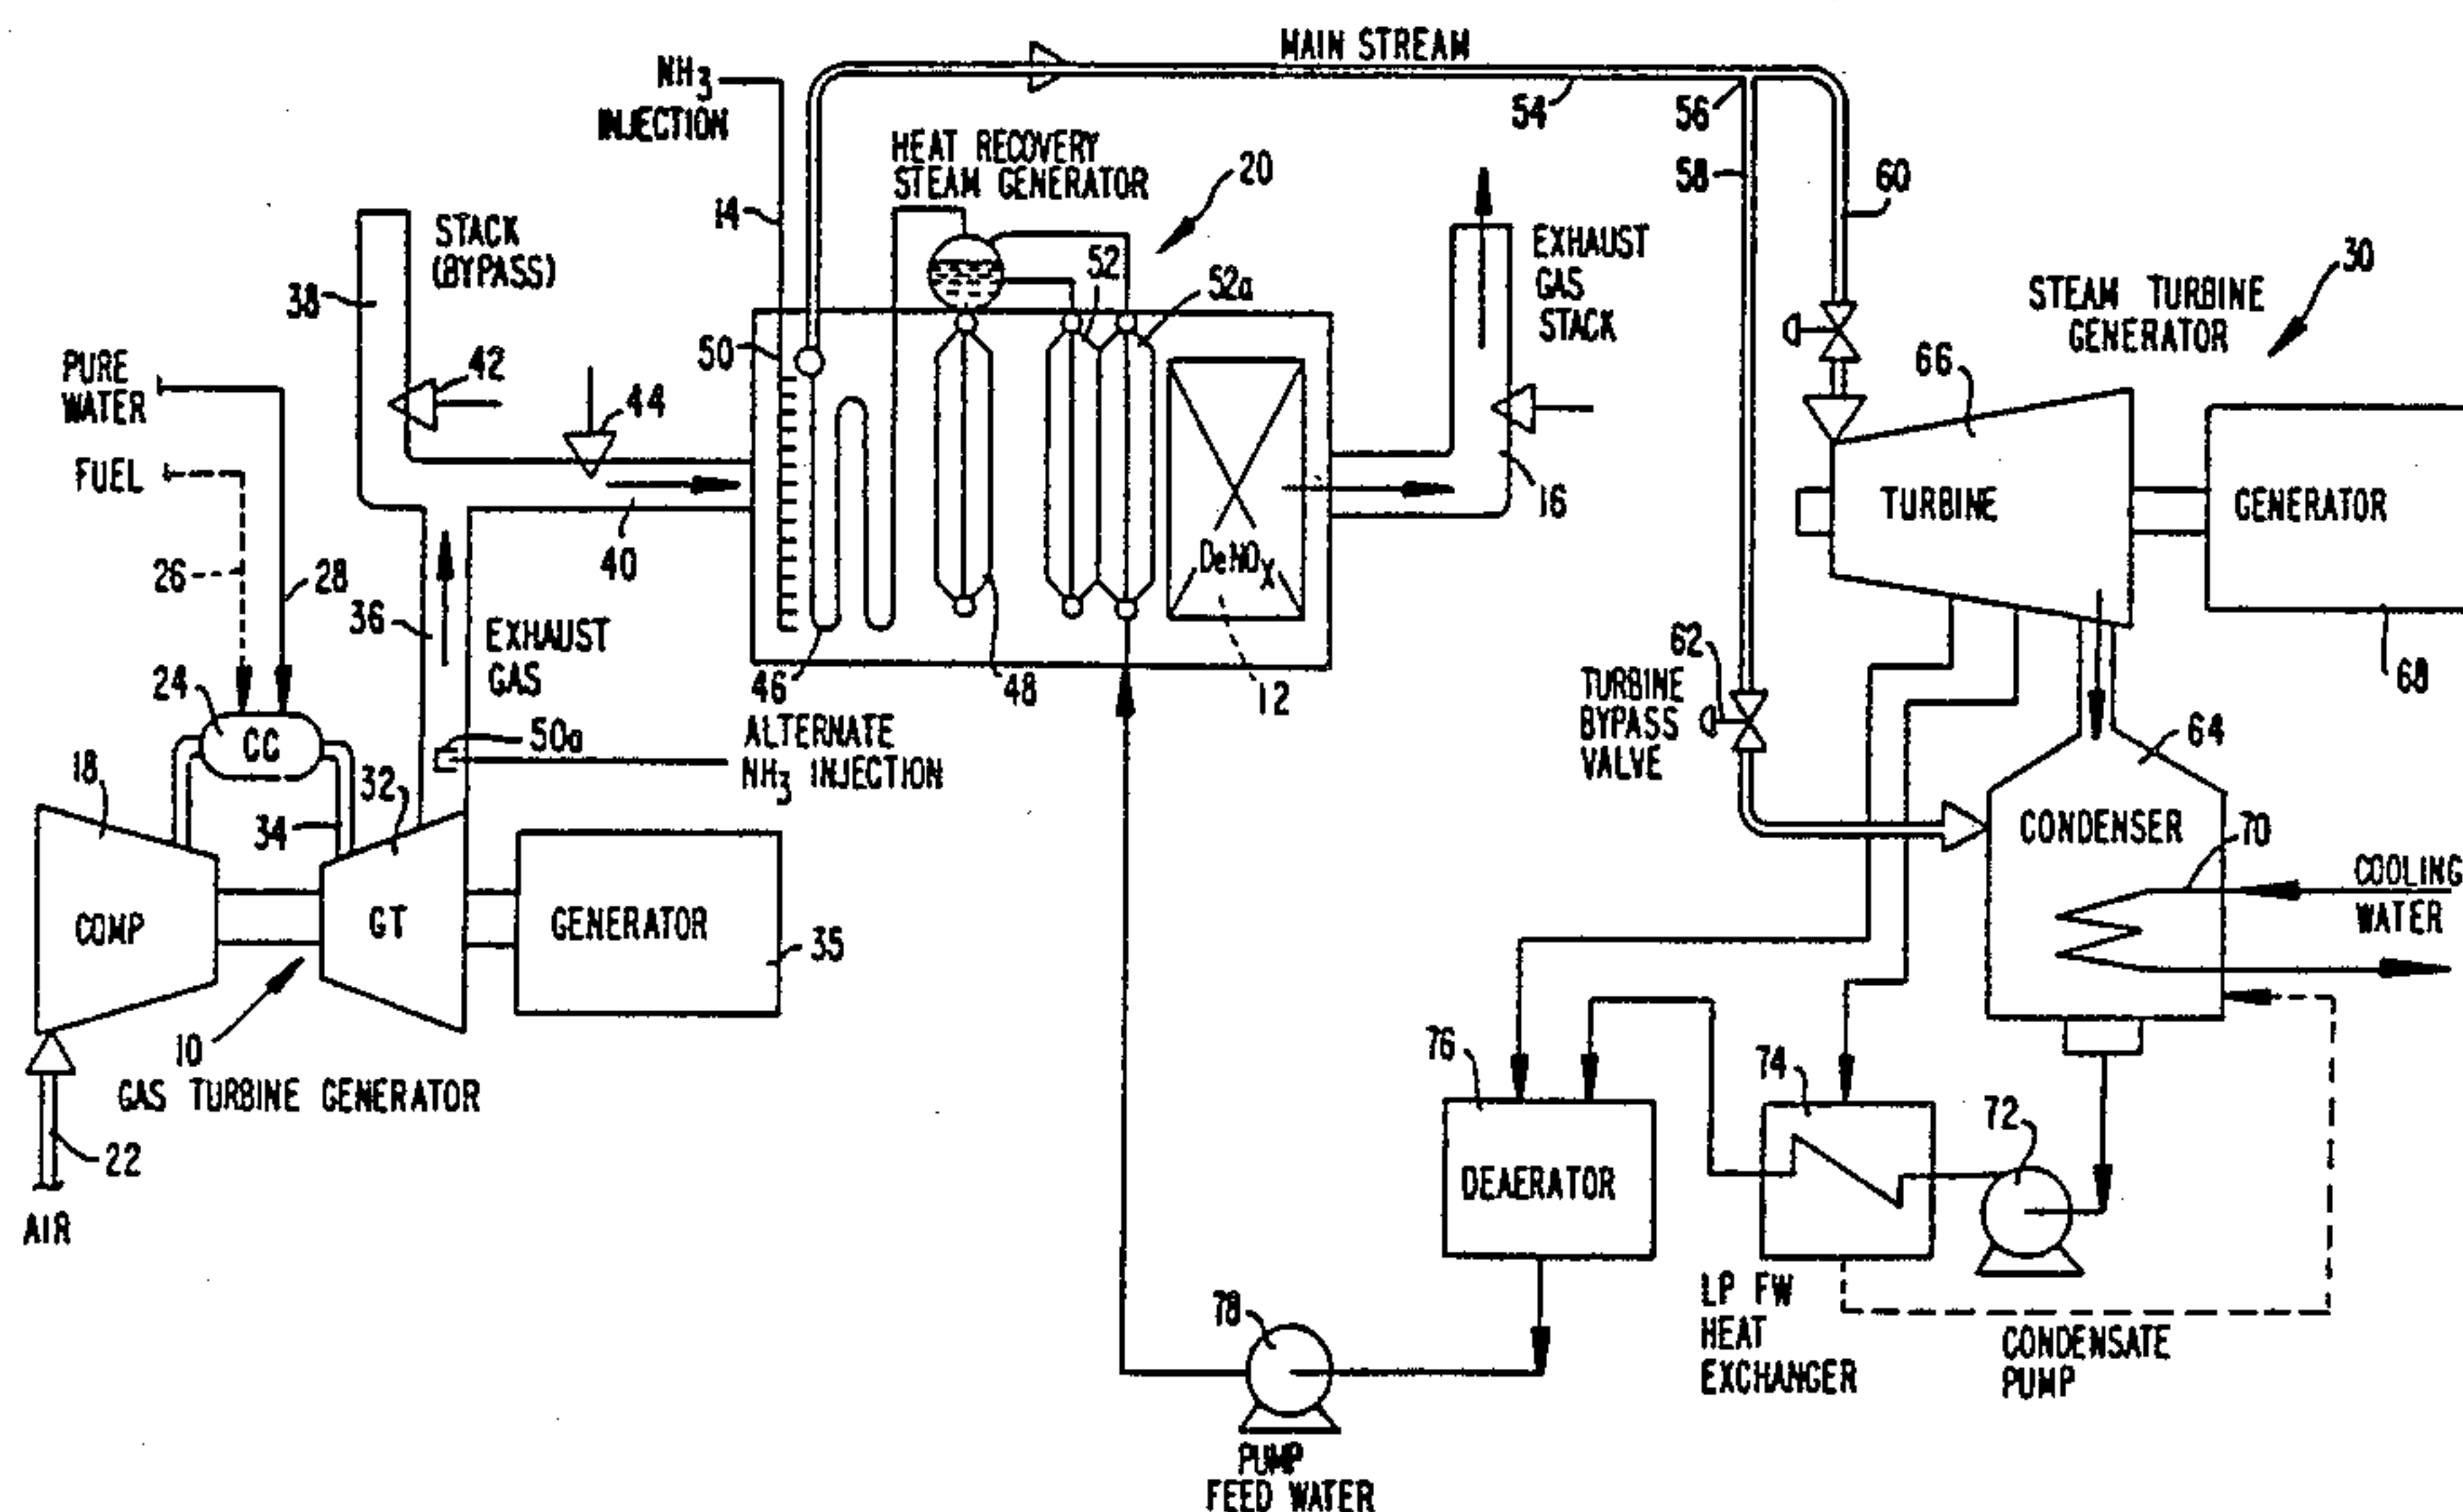 MAIN STREAM
NH3
INJECTION
54
56
58
60
HEAT RECOVERY
STEAM GENERATOR
20
14
STACK
(BYPASS)
38
EXHAUST
GAS
STACK
52
52a
30
STEAM TURBINE
GENERATOR
PURE
WATER
42
44
50
66
FUEL
40
16
TURBINE
GENERATOR
DeNOX
26
28
36
EXHAUST
GAS
46
48
12
62
TURBINE
BYPASS
VALVE
68
24
CC
50a
ALTERNATE
NH3 INJECTION
64
18
32
34
CONDENSER
70
COOLING
WATER
COMP
GT
GENERATOR
35
10
GAS TURBINE GENERATOR
76
74
72
22
AIR
DEAERATOR
LP FW
HEAT
EXCHANGER
CONDENSATE
PUMP
78
PUMP
FEED WATER